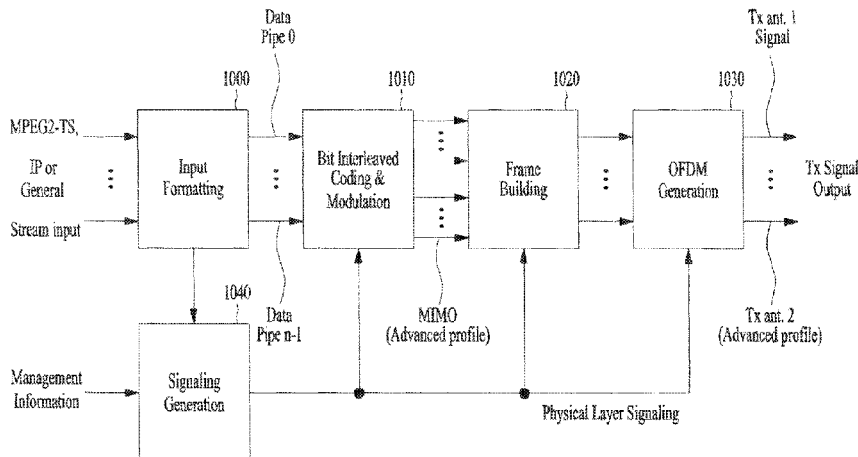 Data
Pipe 0
Tx ant. 1
Signal
1000
1010
1020
1030
MPEG2-TS,
IP or
General
Stream input
Input
Formatting
Bit Interleaved
Coding &
Modulation
Frame
Building
OFDM
Generation
Tx Signal
Output
1040
Data
Pipe n-1
MIMO
(Advanced profile)
Tx ant. 2
(Advanced profile)
Management
Information
Signaling
Generation
Physical Layer Signaling